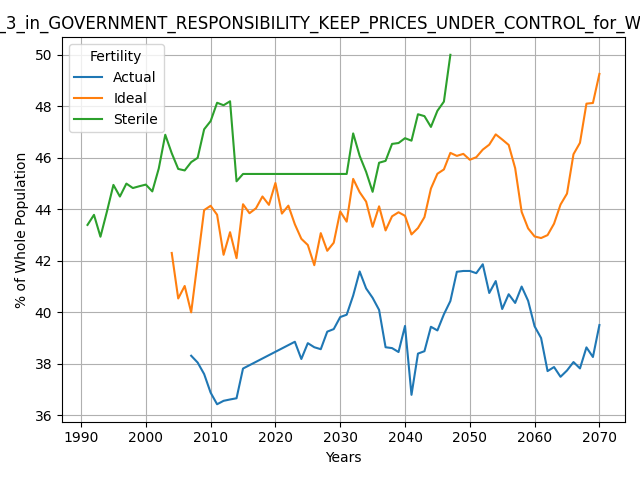 _3_in_GOVERNMENT_RESPONSIBILITY_KEEP_PRICES_UNDER_CONTROL_for_W
Fertility
Actual
Ideal
Sterile
% of Whole Population
50
48
46
44
42
40
38
36
1990 2000 2010 2020 2030 2040 2050 2060 2070
Years